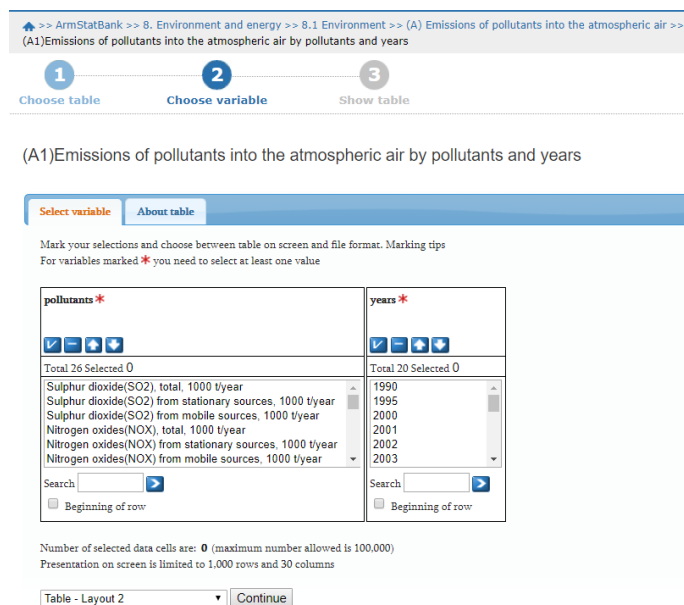 >> ArmStatBank >> 8. Environment and energy >> 8.1 Environment >> (A) Emissions of pollutants into the atmospheric air >>
(A1)Emissions of pollutants into the atmospheric air by pollutants and years
1 2 3
Choose table Choose variable Show table
(A1)Emissions of pollutants into the atmospheric air by pollutants and years
Select variable About table
Mark your selections and choose between table on screen and file format. Marking tips
For variables marked * you need to select at least one value
pollutants *
Total 26 Selected 0
Sulphur dioxide(SO2), total, 1000 t/year
Sulphur dioxide(SO2) from stationary sources, 1000 t/year
Sulphur dioxide(SO2) from mobile sources, 1000 t/year
Nitrogen oxides(NOX), total, 1000 t/year
Nitrogen oxides(NOX) from stationary sources, 1000 t/year
Nitrogen oxides(NOX) from mobile sources, 1000 t/year
Search
Beginning of row
years *
Total 20 Selected 0
1990
1995
2000
2001
2002
2003
Search
Beginning of row
Number of selected data cells are: 0 (maximum number allowed is 100,000)
Presentation on screen is limited to 1,000 rows and 30 columns
Table - Layout 2 Continue